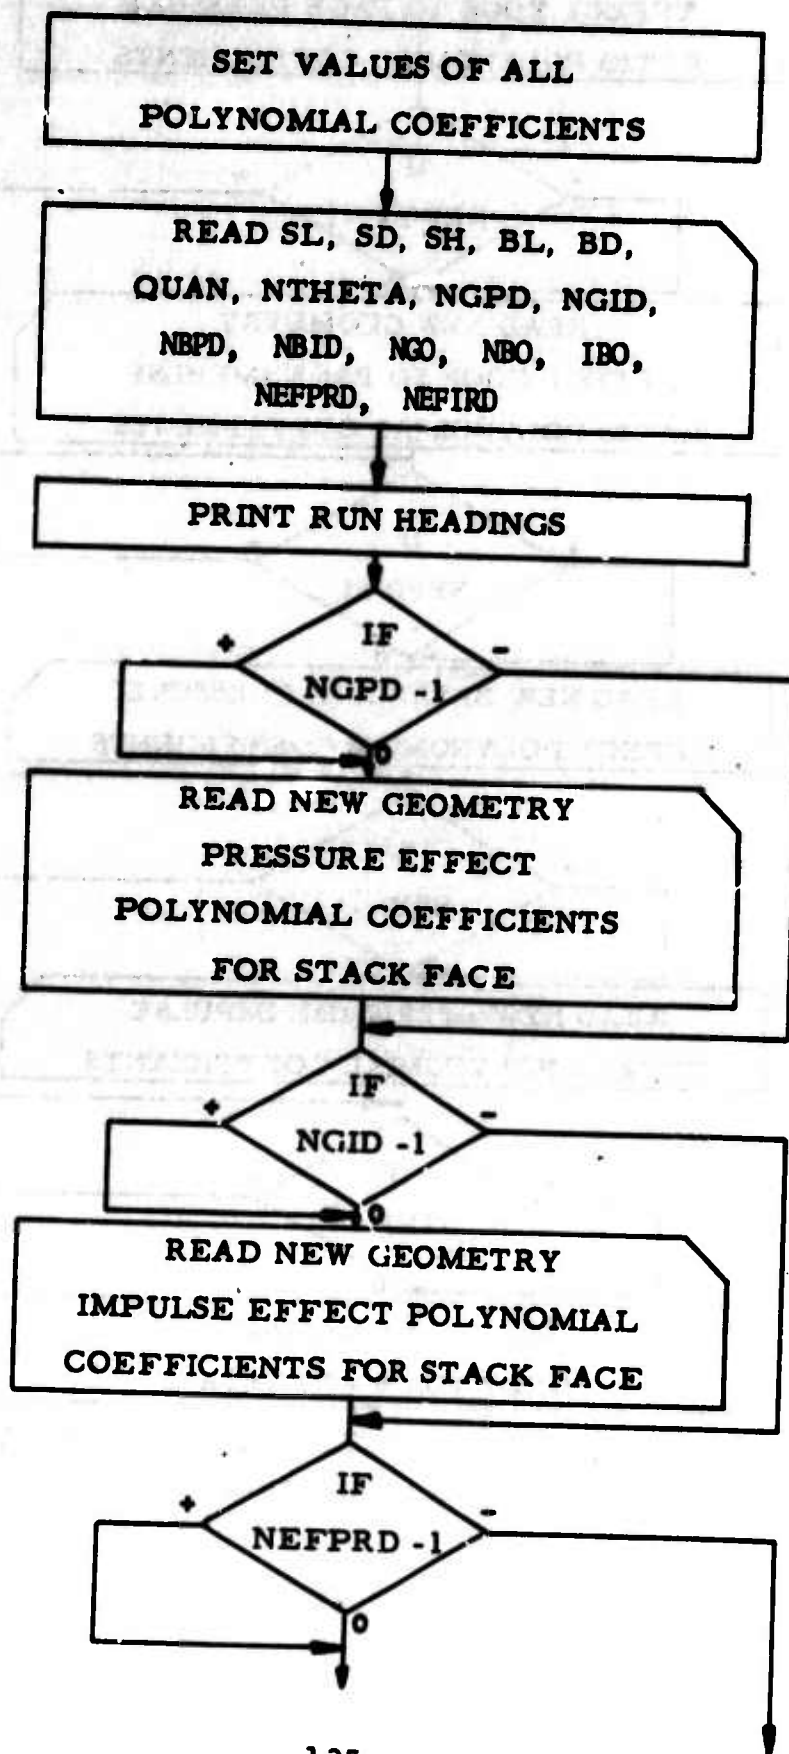 SET VALUES OF ALL
POLYNOMIAL COEFFICIENTS
READ SL, SD, SH, BL, BD,
QUAN, NTHETA, NGPD, NGID,
NBPD, NBID, NGO, NBO, IBO,
NEFPRD, NEFIRD
PRINT RUN HEADINGS
+
IF
-
NGPD -1
0
READ NEW GEOMETRY
PRESSURE EFFECT
POLYNOMIAL COEFFICIENTS
FOR STACK FACE
+
IF
-
NGID -1
0
READ NEW GEOMETRY
IMPULSE EFFECT POLYNOMIAL
COEFFICIENTS FOR STACK FACE
+
IF
-
NEFPRD -1
0